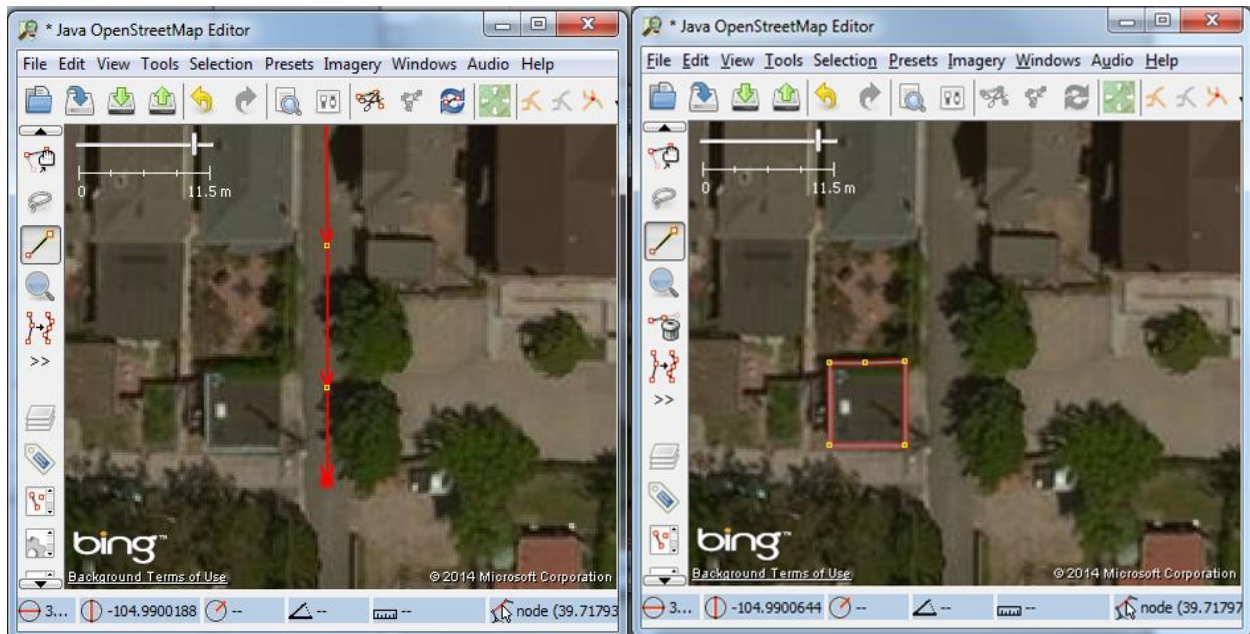 * Java OpenStreetMap Editor
File Edit View Tools Selection Presets Imagery Windows Audio Help
0 11.5 m
>>
bing™
Background Terms of Use
© 2014 Microsoft Corporation
3... -104.9900188 -- -- -- node (39.71793
* Java OpenStreetMap Editor
File Edit View Tools Selection Presets Imagery Windows Audio Help
0 11.5 m
>>
bing™
Background Terms of Use
© 2014 Microsoft Corporation
3... -104.9900644 -- -- -- node (39.71797